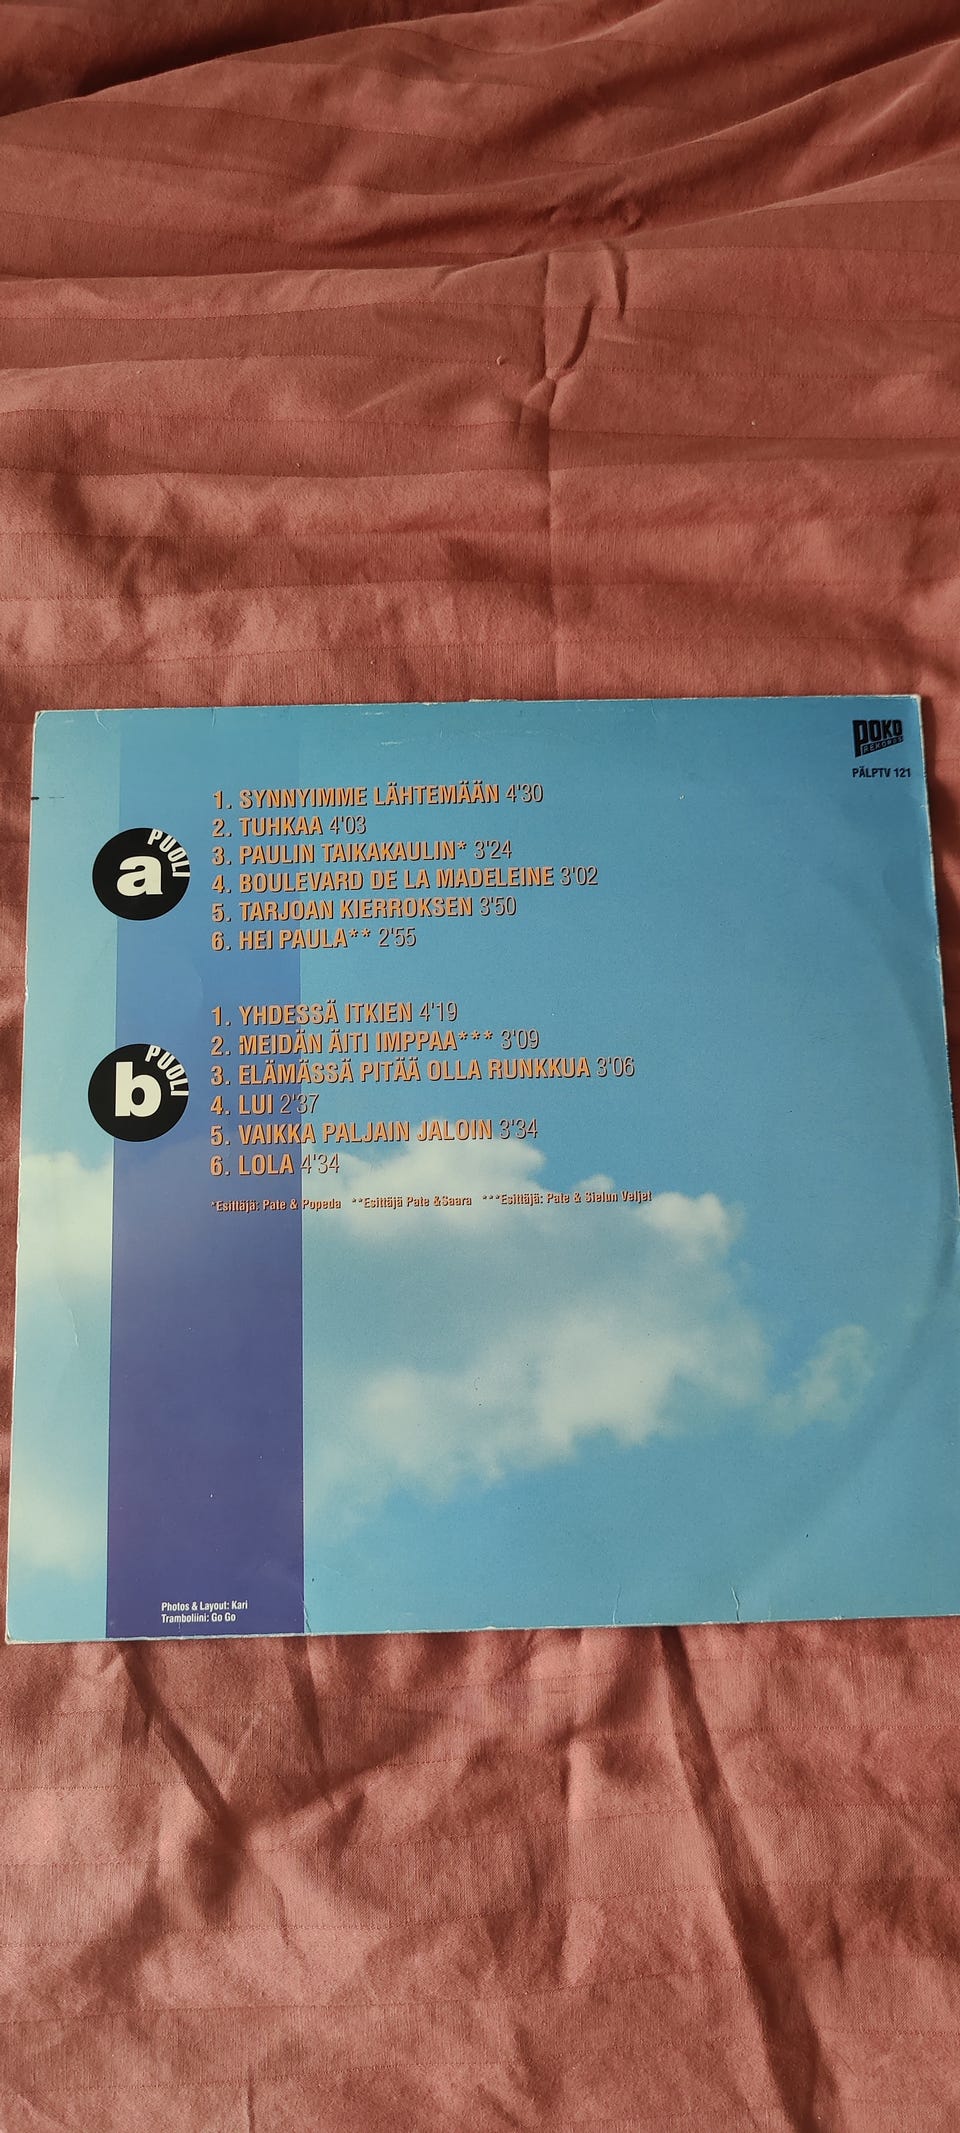 POKO
REKORDS
PÄLPTV 121
a PUOLI
1. SYNNYIMME LÄHTEMÄÄN 4'30
2. TUHKAA 4'03
3. PAULIN TAIKAKAULIN* 3'24
4. BOULEVARD DE LA MADELEINE 3'02
5. TARJOAN KIERROKSEN 3'50
6. HEI PAULA** 2'55
b PUOLI
1. YHDESSÄ ITKIEN 4'19
2. MEIDÄN ÄITI IMPPAA*** 3'09
3. ELÄMÄSSÄ PITÄÄ OLLA RUNKKUA 3'06
4. LUI 2'37
5. VAIKKA PALJAIN JALOIN 3'34
6. LOLA 4'34
*Esittäjä: Pate & Popeda **Esittäjä Pate &Saara ***Esittäjä: Pate & Sielun Veljet
Photos & Layout: Kari
Tramboliini: Go Go